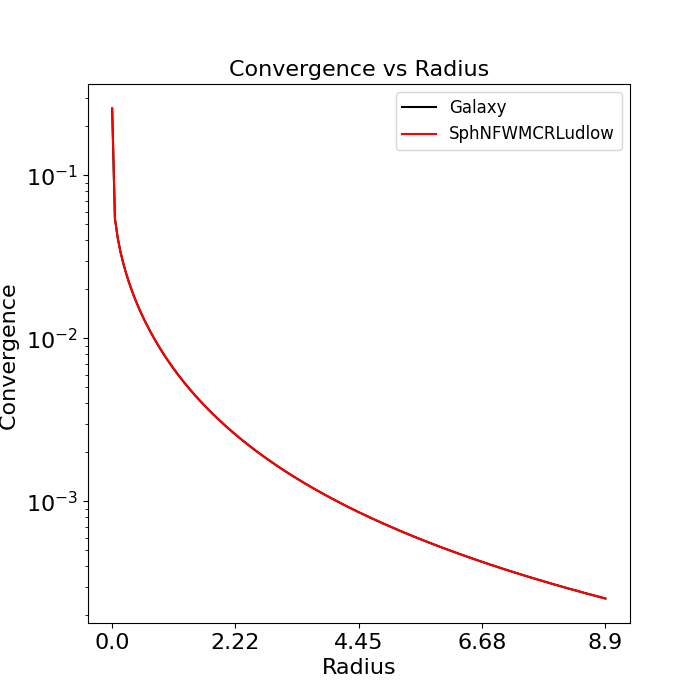 Convergence vs Radius
Galaxy
SphNFWMCRLudlow
Convergence
10⁻¹
10⁻²
10⁻³
0.0 2.22 4.45 6.68 8.9
Radius